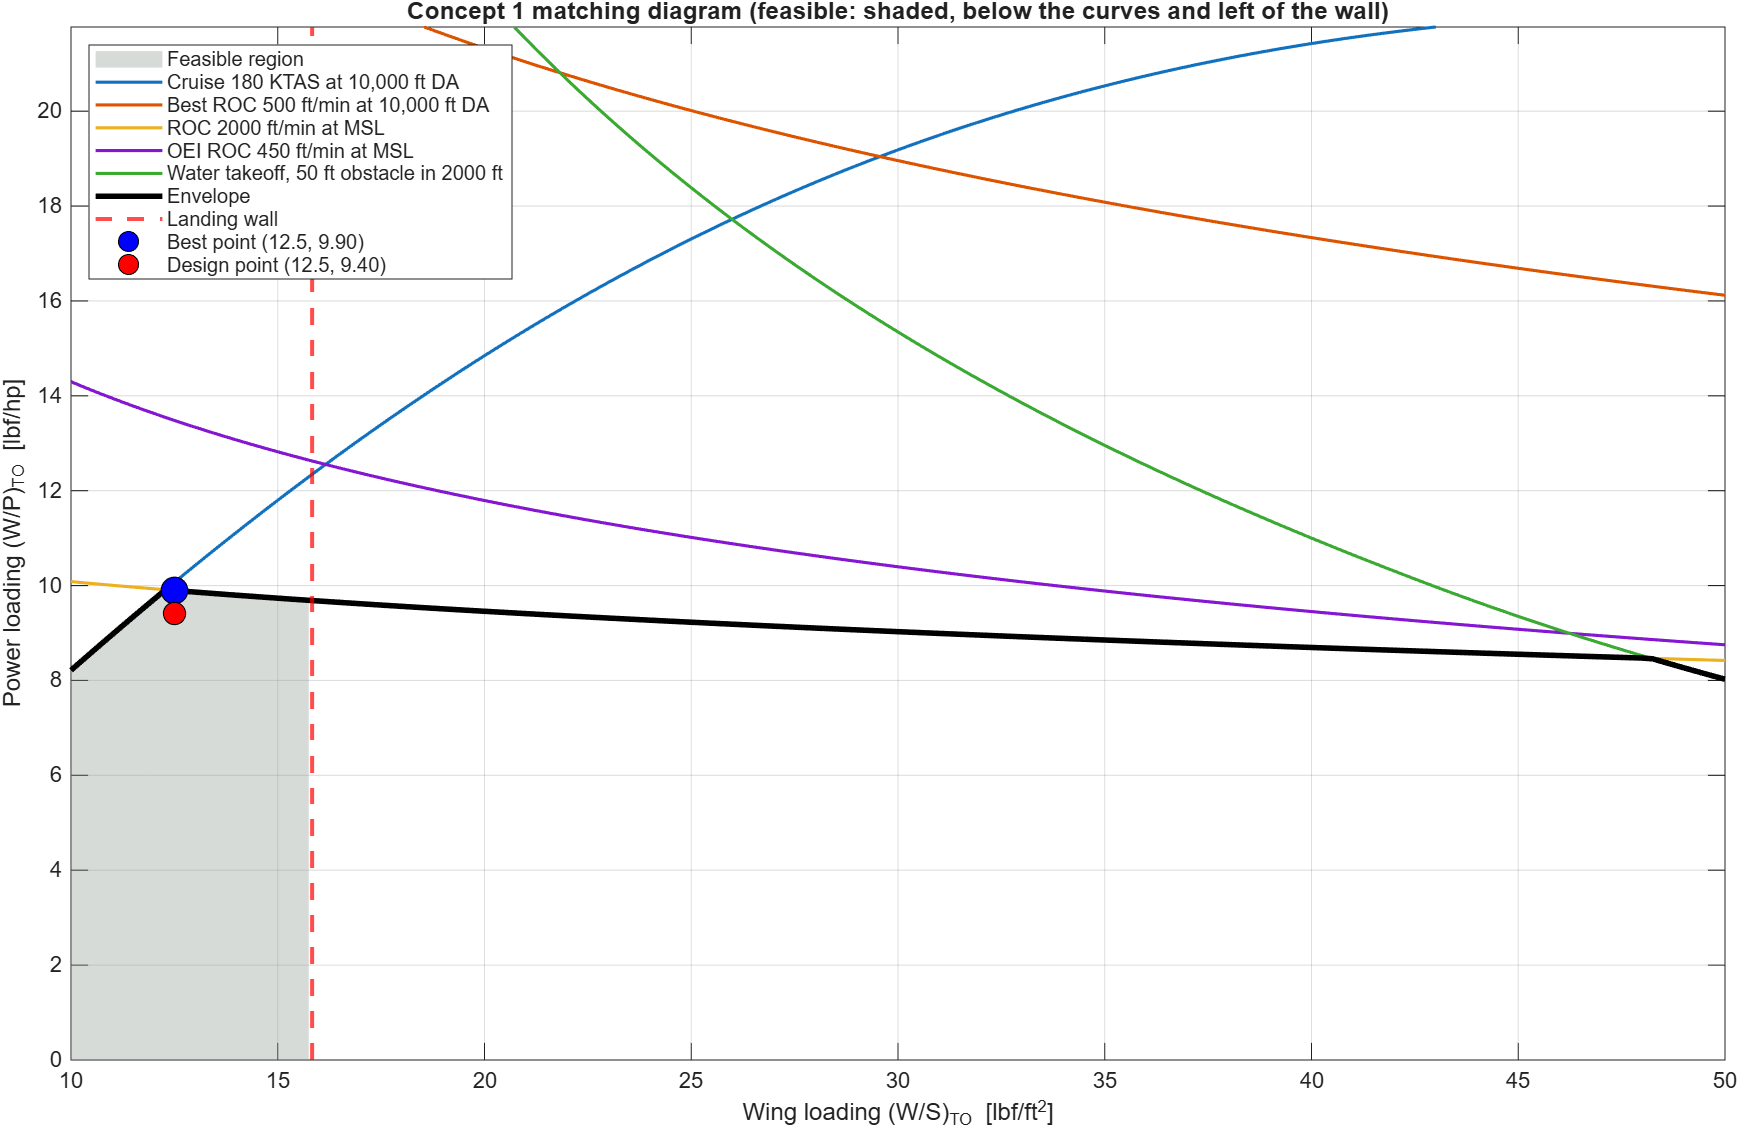 Concept 1 matching diagram (feasible: shaded, below the curves and left of the wall)
Feasible region
Cruise 180 KTAS at 10,000 ft DA
Best ROC 500 ft/min at 10,000 ft DA
ROC 2000 ft/min at MSL
OEI ROC 450 ft/min at MSL
Water takeoff, 50 ft obstacle in 2000 ft
Envelope
Landing wall
Best point (12.5, 9.90)
Design point (12.5, 9.40)
Power loading (W/P)TO [lbf/hp]
20
18
16
14
12
10
8
6
4
2
0
10 15 20 25 30 35 40 45 50
Wing loading (W/S)TO [lbf/ft2]